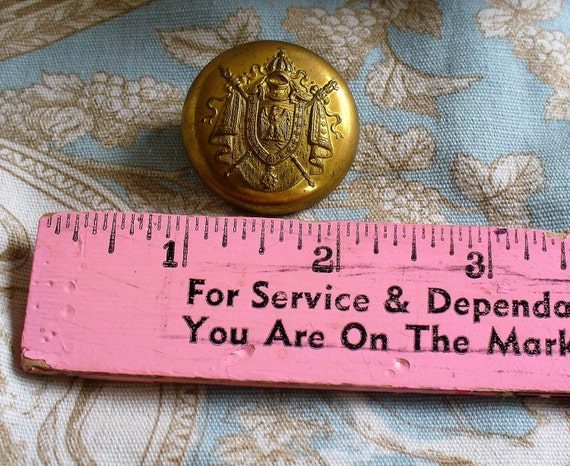 1 2 3
For Service & Dependa
You Are On The Mark